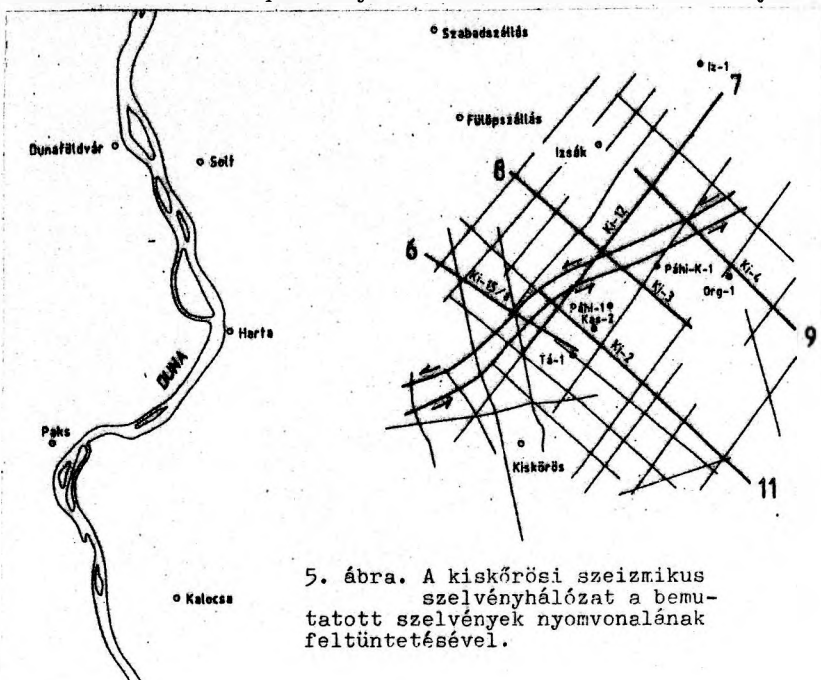 Szabadszállás
Iz-1
7
Fülöpszállás
Dunaföldvár
Izsák
Solt
8
Ki-12
6
Páhi-K-1
Ki-4
Ki-15/
Org-1
Páhi-1
Ki-3
Kas-2
Harta
9
DUNA
Tá-1
Ki-2
Paks
Kiskőrös
11
Kalocsa
5. ábra. A kiskőrösi szeizmikus
szelvényhálózat a bemu-
tatott szelvények nyomvonalának
feltüntetésével.